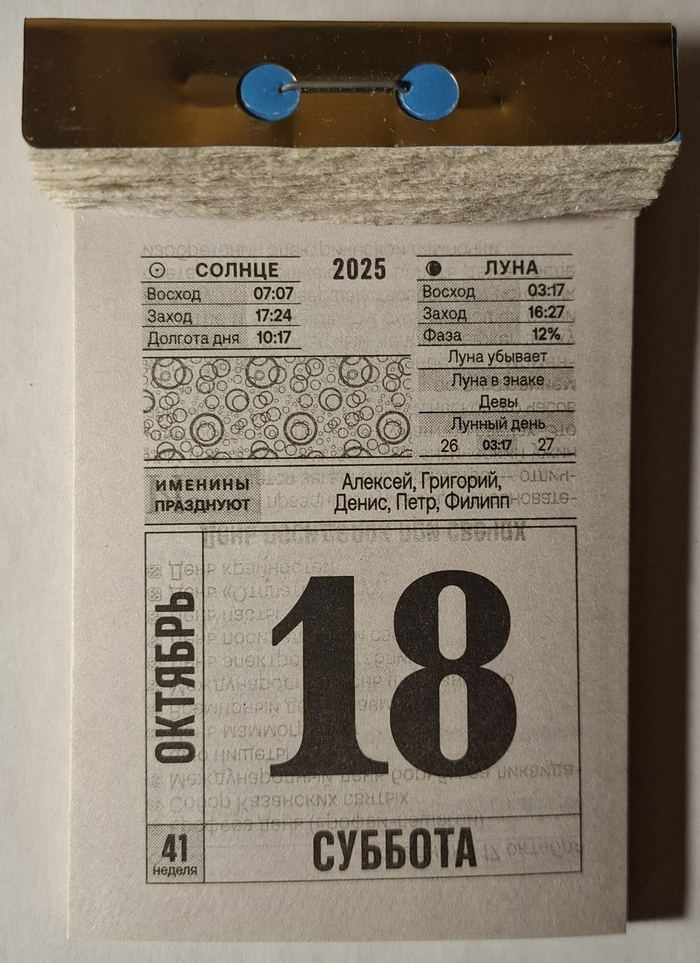 СОЛНЦЕ
Восход 07:07
Заход 17:24
Долгота дня 10:17
2025
ЛУНА
Восход 03:17
Заход 16:27
Фаза 12%
Луна убывает
Луна в знаке
Девы
Лунный день
26 03:17 27
ИМЕНИНЫ
ПРАЗДНУЮТ
Алексей, Григорий,
Денис, Петр, Филипп
ОКТЯБРЬ
18
41
неделя
СУББОТА